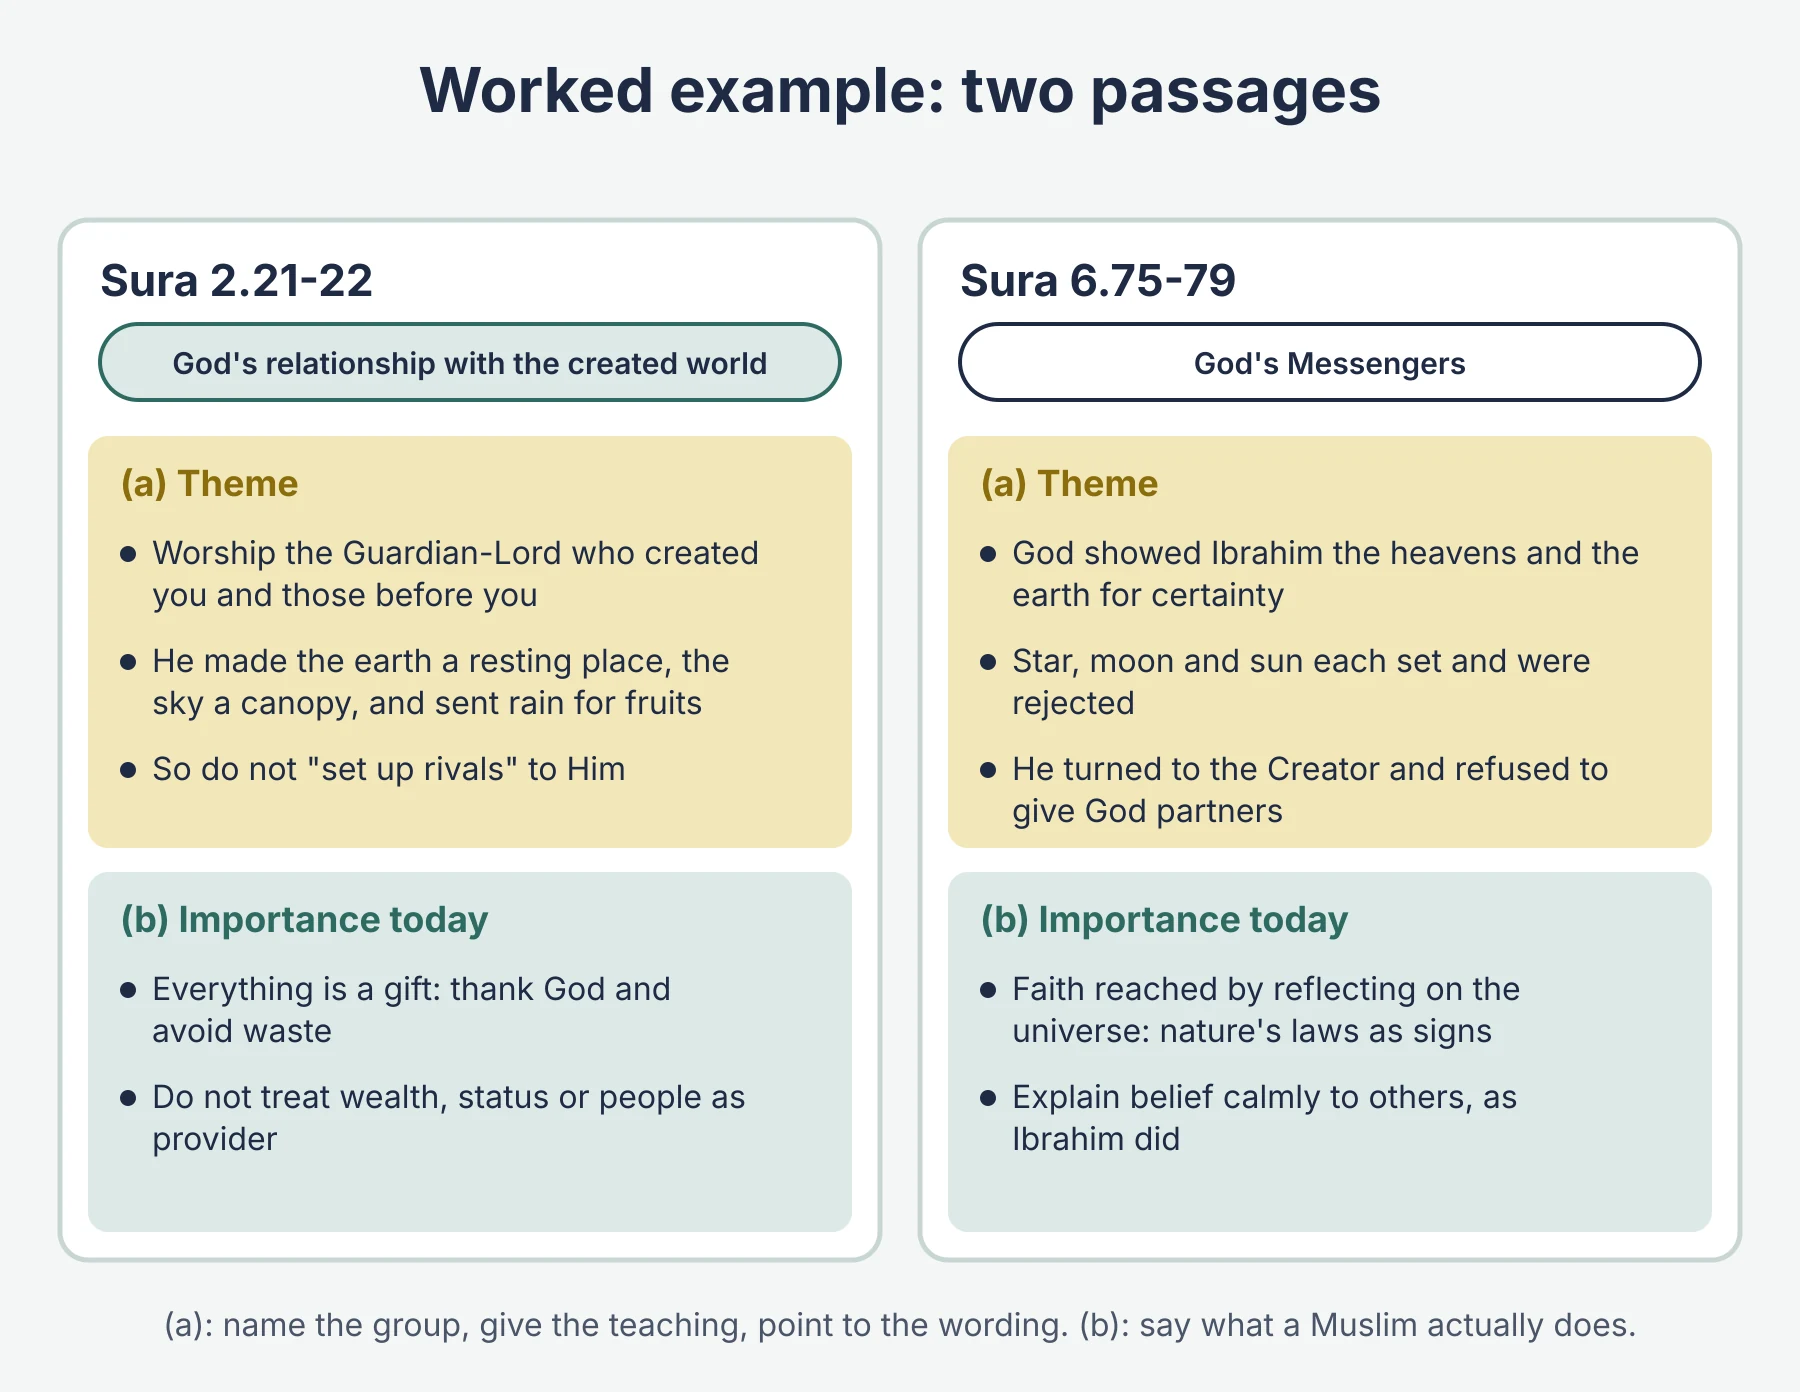 Worked example: two passages
Sura 2.21-22
God's relationship with the created world
(a) Theme
● Worship the Guardian-Lord who created
you and those before you
● He made the earth a resting place, the
sky a canopy, and sent rain for fruits
● So do not "set up rivals" to Him
(b) Importance today
● Everything is a gift: thank God and
avoid waste
● Do not treat wealth, status or people as
provider
Sura 6.75-79
God's Messengers
(a) Theme
● God showed Ibrahim the heavens and the
earth for certainty
● Star, moon and sun each set and were
rejected
● He turned to the Creator and refused to
give God partners
(b) Importance today
● Faith reached by reflecting on the
universe: nature's laws as signs
● Explain belief calmly to others, as
Ibrahim did
(a): name the group, give the teaching, point to the wording. (b): say what a Muslim actually does.